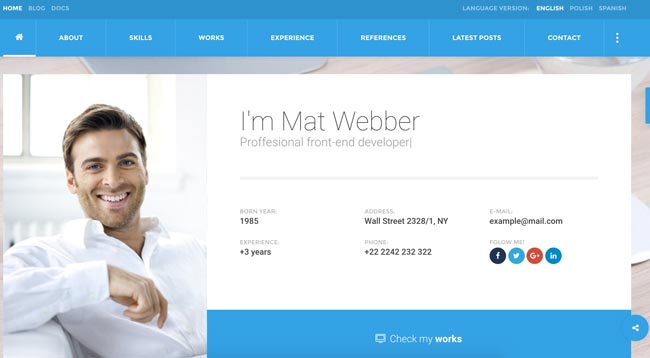 HOME BLOG DOCS LANGUAGE VERSION: ENGLISH POLISH SPANISH
ABOUT SKILLS WORKS EXPERIENCE REFERENCES LATEST POSTS CONTACT
I'm Mat Webber
Proffesional front-end developer|
BORN YEAR: ADDRESS: E-MAIL:
1985 Wall Street 2328/1, NY example@mail.com
EXPERIENCE: PHONE: FOLOW ME!
+3 years +22 2242 232 322 f G+ in
Check my works